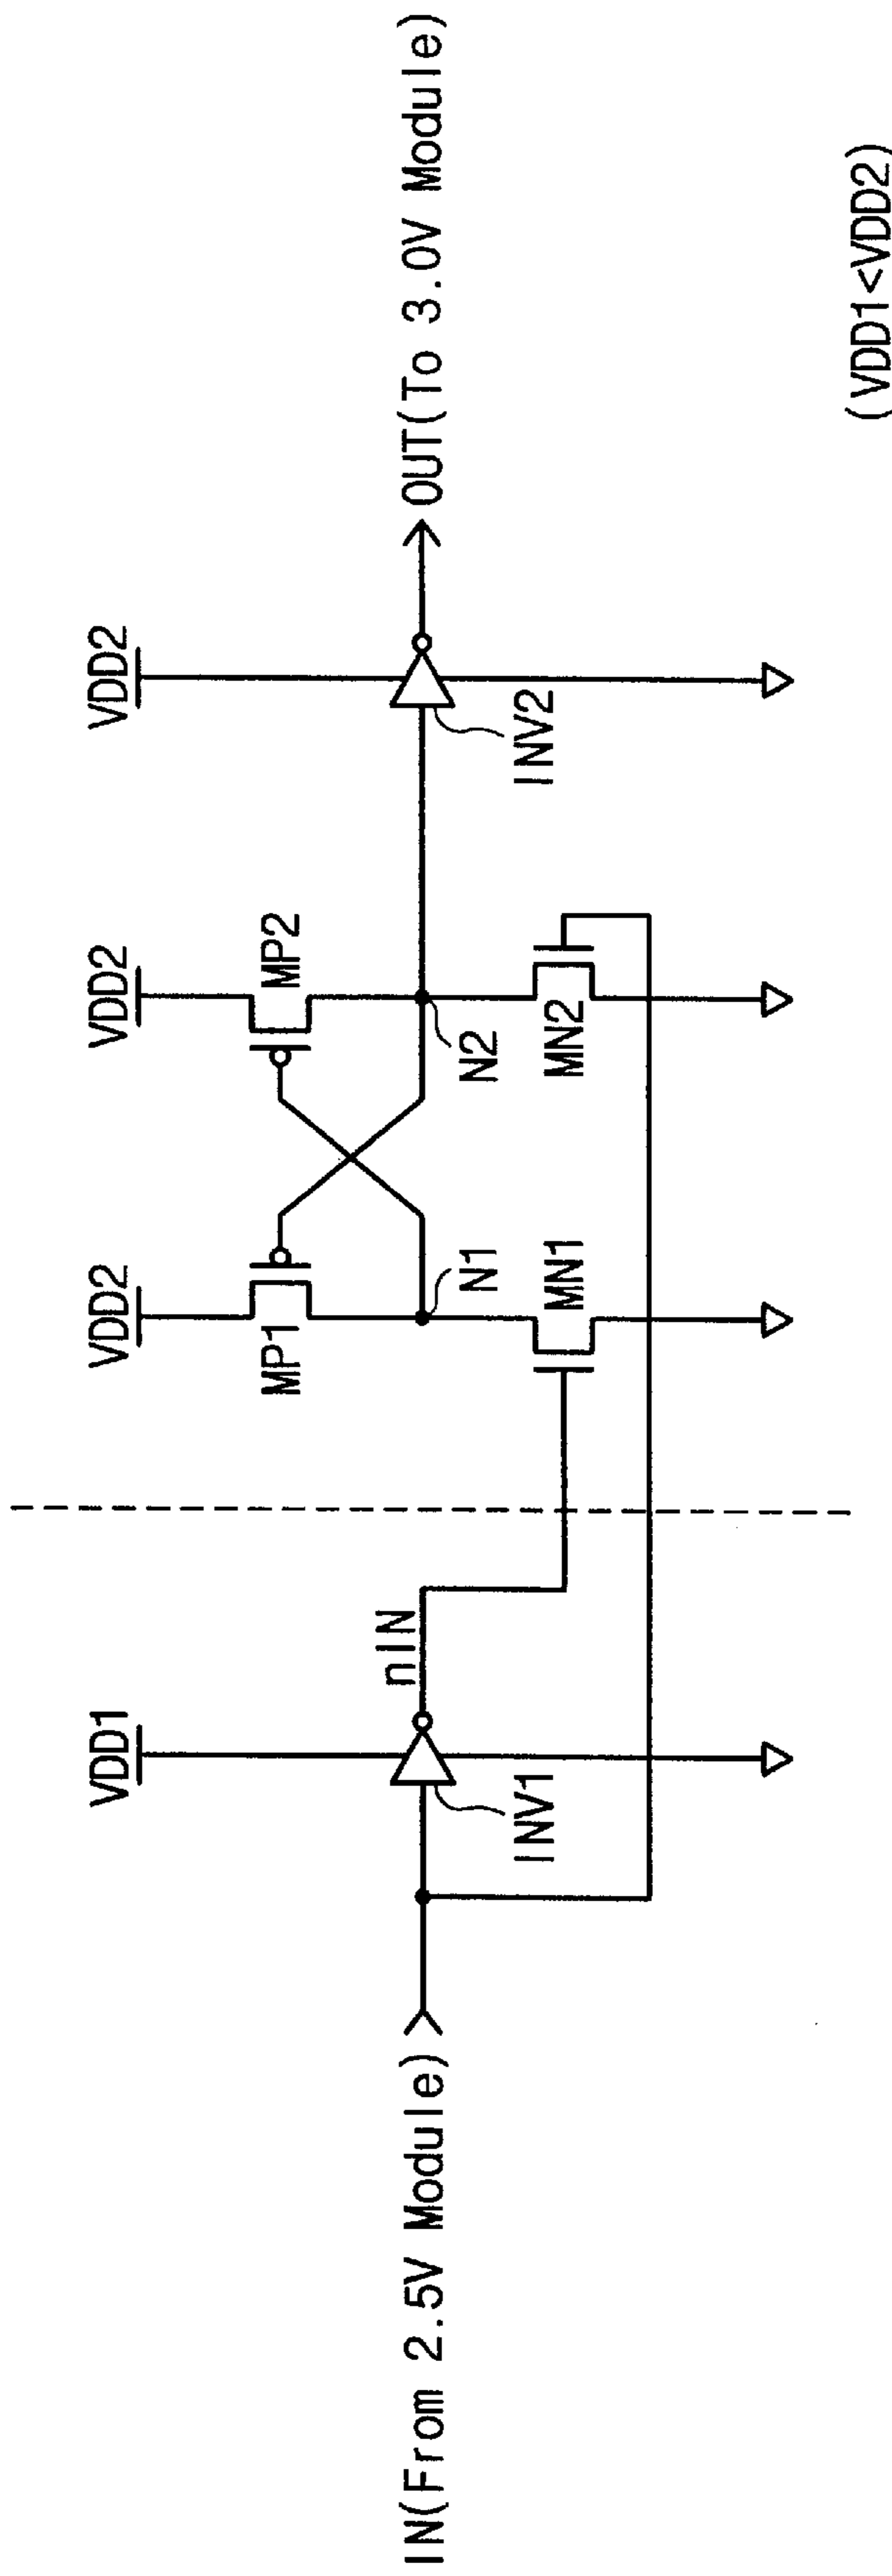 VDD1
VDD2
VDD2
VDD2
MP1
MP2
IN(From 2.5V Module)
nIN
OUT(To 3.0V Module)
N1
N2
INV1
INV2
MN1
MN2
(VDD1<VDD2)